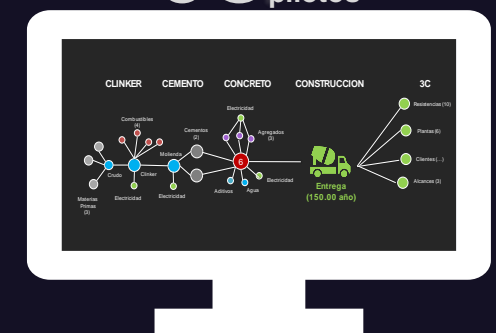 pilotos
CLINKER CEMENTO CONCRETO CONSTRUCCION 3C
Electricidad
Resistencias (10)
Combustibles
(4)
Cementos
(2)
Agregados
(3)
Plantas (6)
Molienda
6
Clientes (...)
Crudo
Clinker
Electricidad
Entrega
(150.00 año)
Alcances (3)
Aditivos
Agua
Materias
Primas
(3)
Electricidad
Electricidad